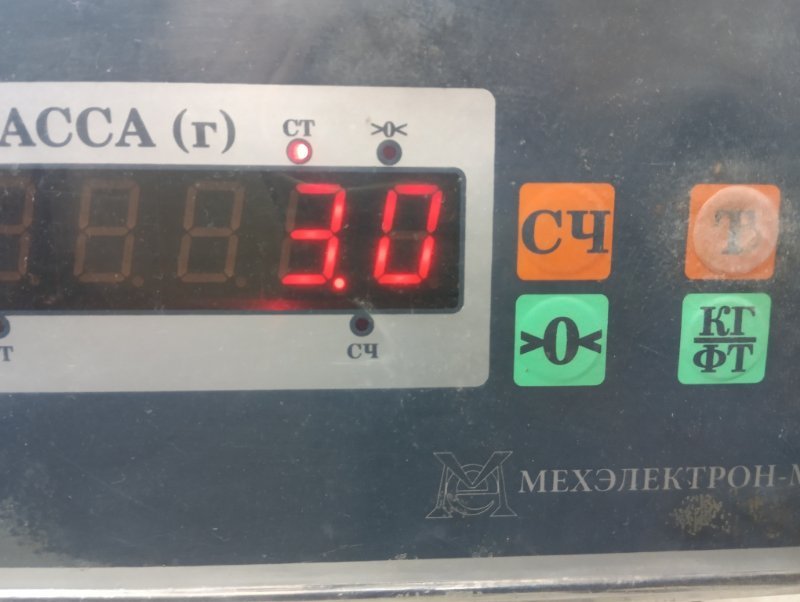 АССА (г)
СТ
>0<
3.0
СЧ
Т
>0<
КГ
ФТ
Т
СЧ
МЕХЭЛЕКТРОН-М